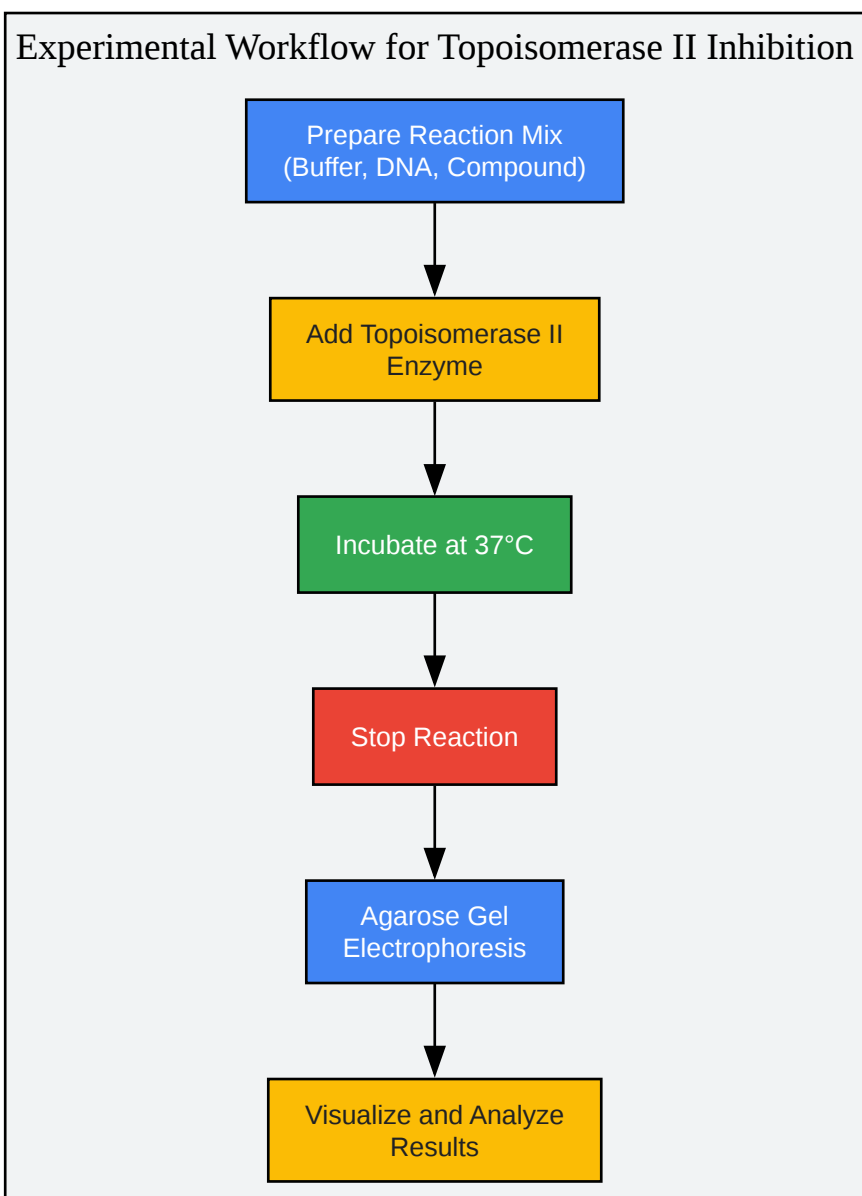 Experimental Workflow for Topoisomerase II Inhibition
Prepare Reaction Mix
(Buffer, DNA, Compound)
Add Topoisomerase II
Enzyme
Incubate at 37°C
Stop Reaction
Agarose Gel
Electrophoresis
Visualize and Analyze
Results